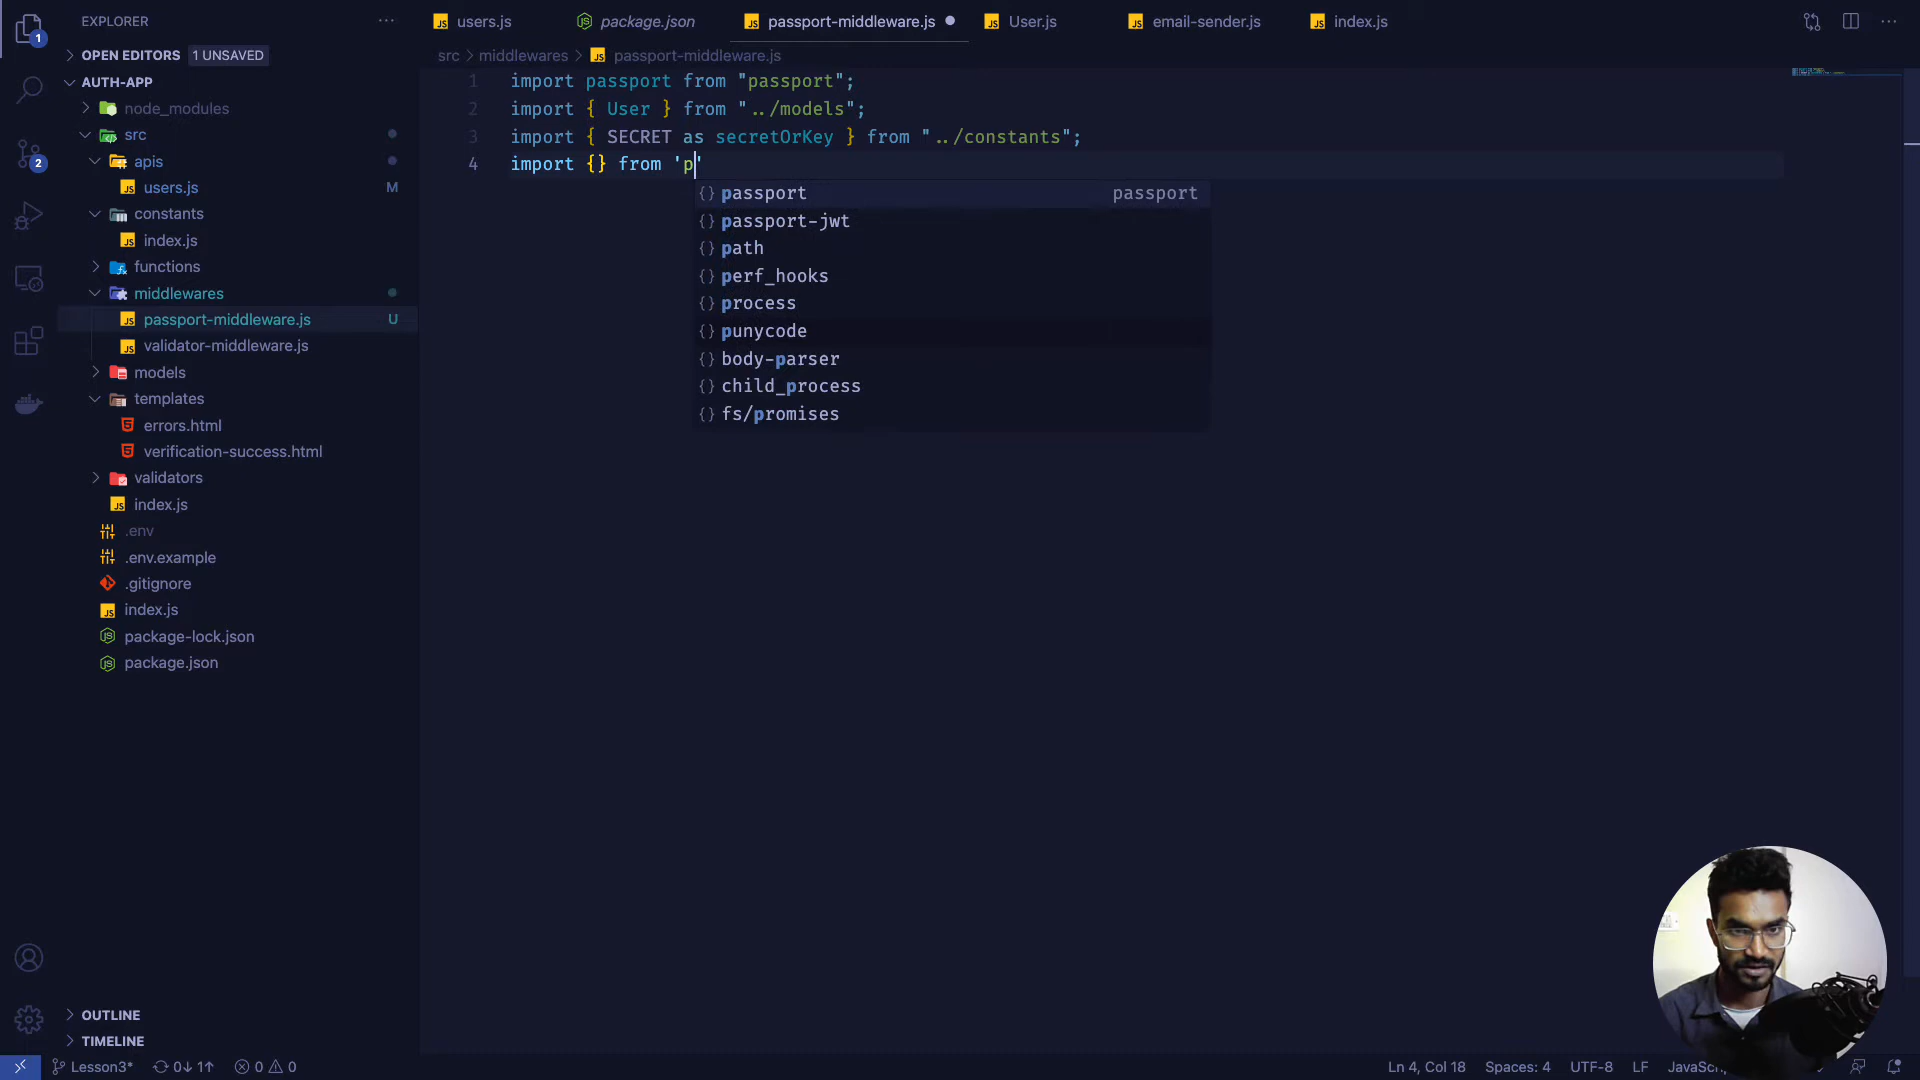 EXPLORER
OPEN EDITORS 1 UNSAVED
AUTH-APP
node_modules
src
apis
users.js M
constants
index.js
functions
middlewares
passport-middleware.js U
validator-middleware.js
models
templates
errors.html
verification-success.html
validators
index.js
.env
.env.example
.gitignore
index.js
package-lock.json
package.json
OUTLINE
TIMELINE
1
2
users.js package.json passport-middleware.js User.js email-sender.js index.js
src > middlewares > passport-middleware.js
1 import passport from "passport";
2 import { User } from "../models";
3 import { SECRET as secretOrKey } from "../constants";
4 import {} from 'p'
passport passport
passport-jwt
path
perf_hooks
process
punycode
body-parser
child_process
fs/promises
Lesson3* 0↓ 1↑ 0 0 Ln 4, Col 18 Spaces: 4 UTF-8 LF